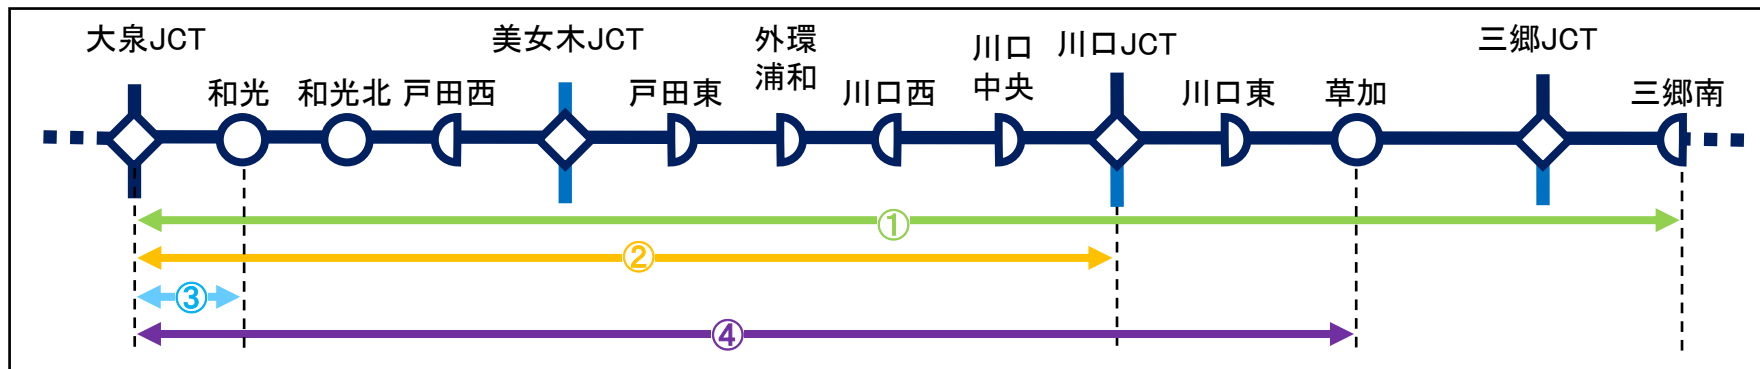 大泉JCT
和光
和光北
戸田西
美女木JCT
戸田東
外環
浦和
川口西
川口
中央
川口JCT
川口東
草加
三郷JCT
三郷南
①
②
③
④